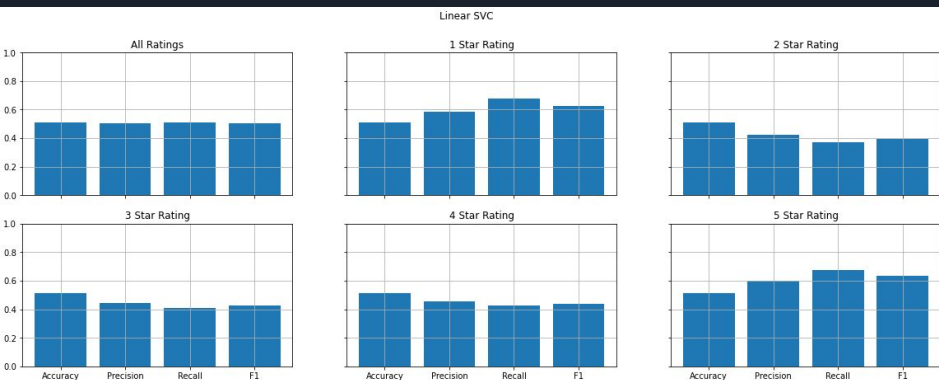 Linear SVC
All Ratings
1 Star Rating
2 Star Rating
1.0
0.8
0.6
0.4
0.2
0.0
3 Star Rating
4 Star Rating
5 Star Rating
1.0
0.8
0.6
0.4
0.2
0.0
Accuracy Precision Recall F1
Accuracy Precision Recall F1
Accuracy Precision Recall F1